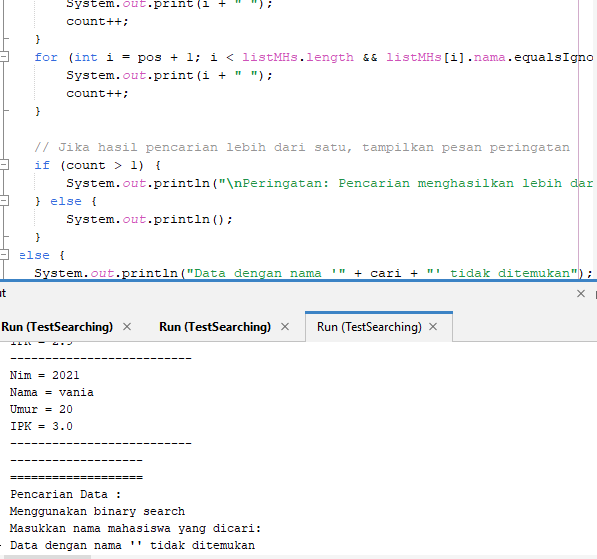 System.out.print(i + " ");
count++;
}
for (int i = pos + 1; i < listMHs.length && listMHs[i].nama.equalsIgno
System.out.print(i + " ");
count++;
}
// Jika hasil pencarian lebih dari satu, tampilkan pesan peringatan
if (count > 1) {
System.out.println("\nPeringatan: Pencarian menghasilkan lebih dar
} else {
System.out.println();
}
else {
System.out.println("Data dengan nama '" + cari + "' tidak ditemukan");
ut
Run (TestSearching) × Run (TestSearching) × Run (TestSearching) ×
IPK = 2.9
--------------------------
Nim = 2021
Nama = vania
Umur = 20
IPK = 3.0
--------------------------
-------------------
===================
Pencarian Data :
Menggunakan binary search
Masukkan nama mahasiswa yang dicari:
Data dengan nama '' tidak ditemukan